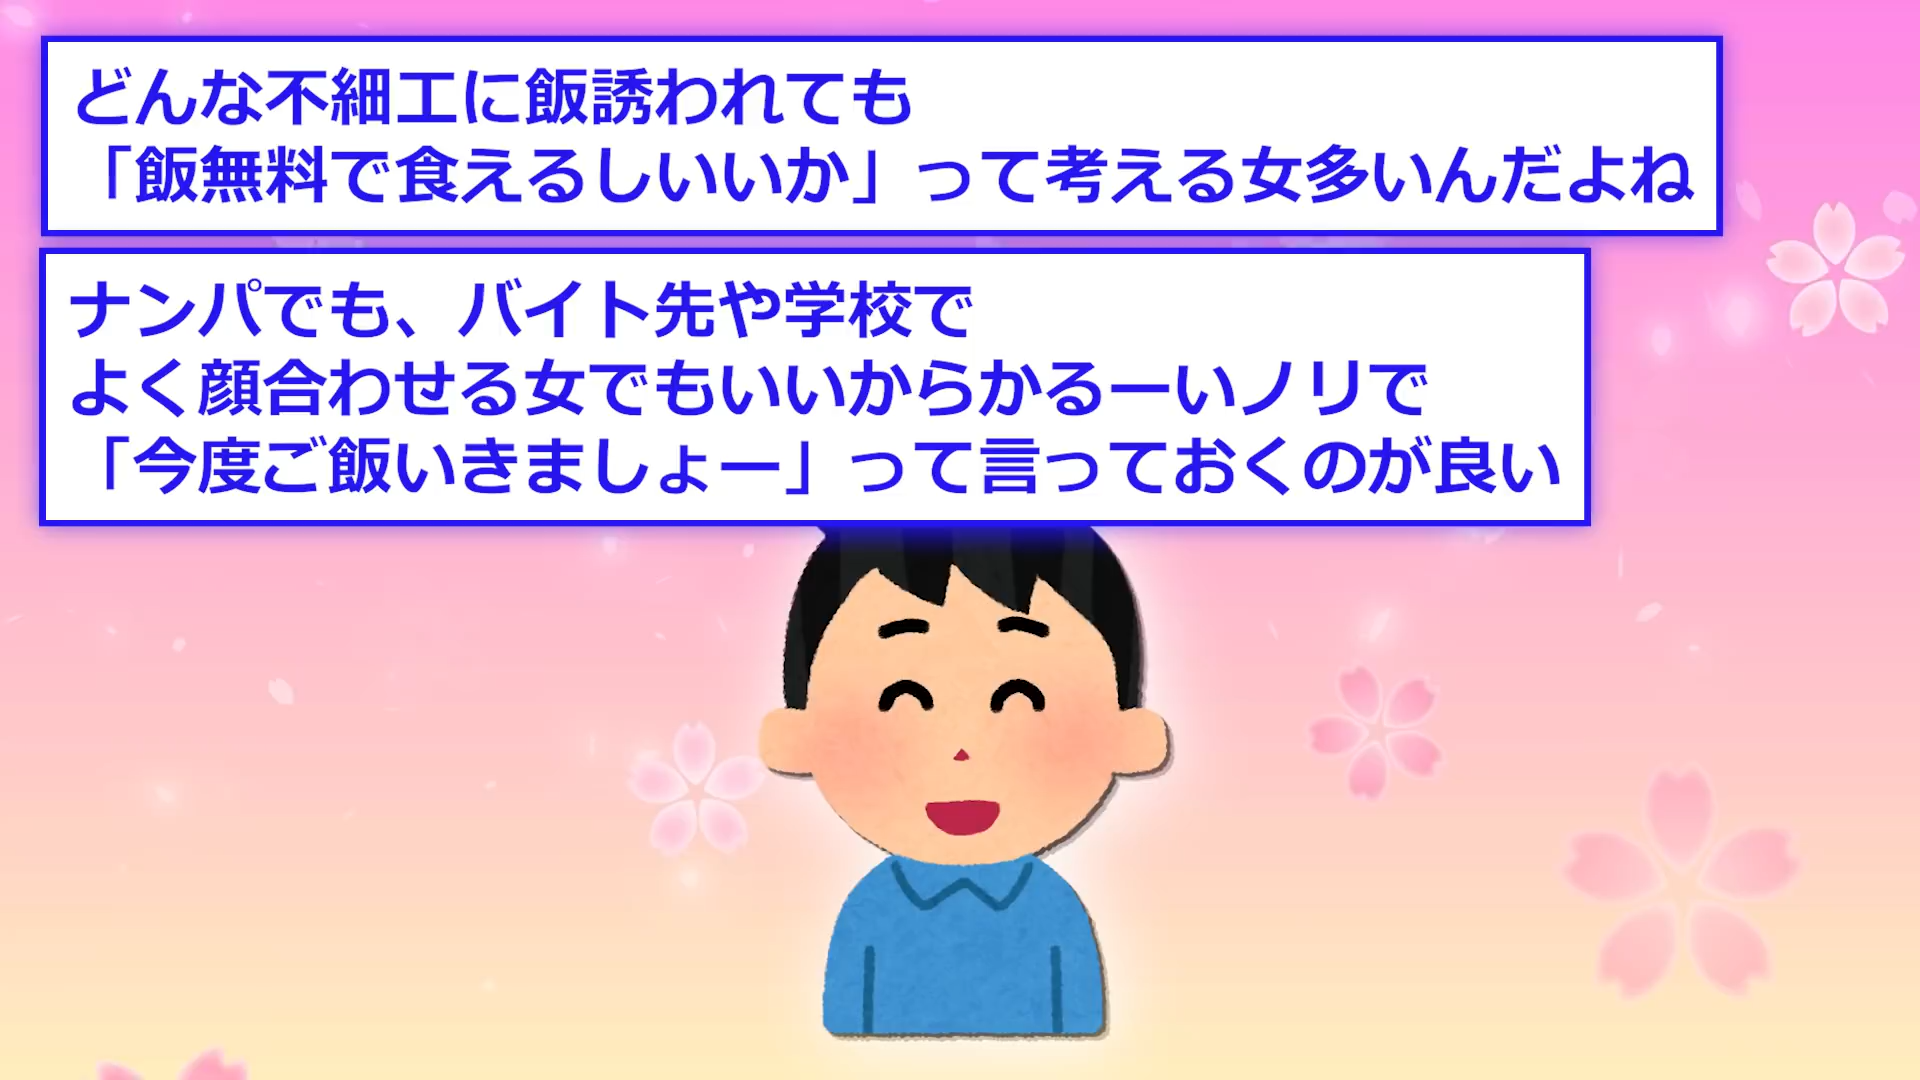 どんな不細工に飯誘われても
「飯無料で食えるしいいか」って考える女多いんだよね
ナンパでも、バイト先や学校で
よく顔合わせる女でもいいからかるーいノリで
「今度ご飯いきましょー」って言っておくのが良い